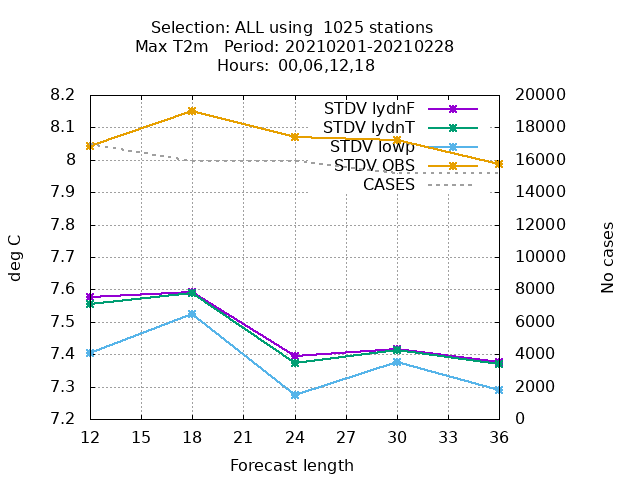 Selection: ALL using  1025 stations
Max T2m   Period: 20210201-20210228
Hours:  00,06,12,18
8.2
8.1
8
7.9
7.8
7.7
7.6
7.5
7.4
7.3
7.2
deg C
STDV lydnF
STDV lydnT
STDV lowp
STDV OBS
CASES
20000
18000
16000
14000
12000
10000
8000
6000
4000
2000
0
No cases
12 15 18 21 24 27 30 33 36
Forecast length